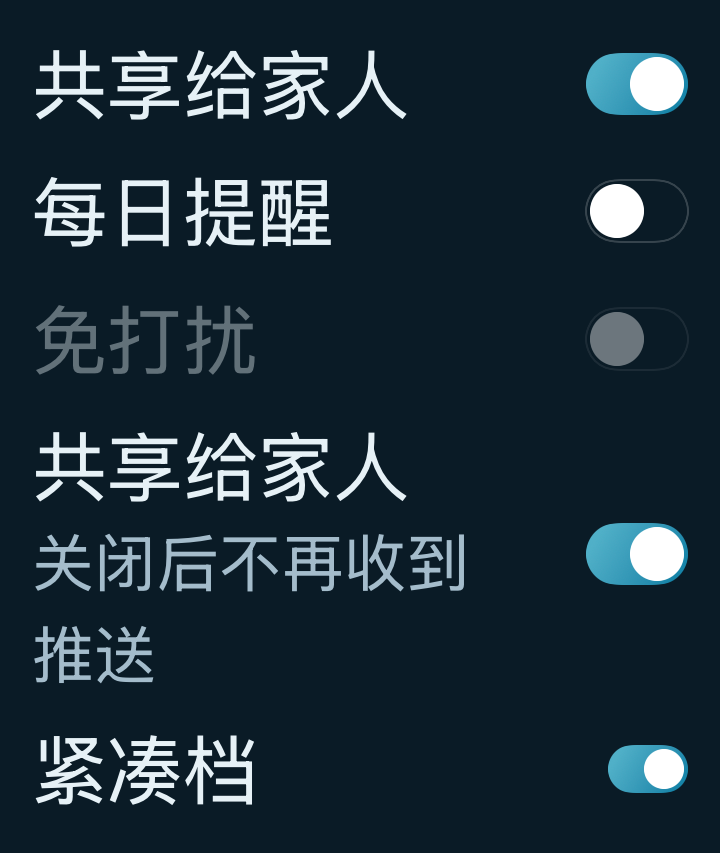 共享给家人
每日提醒
免打扰
共享给家人
关闭后不再收到
推送
紧凑档